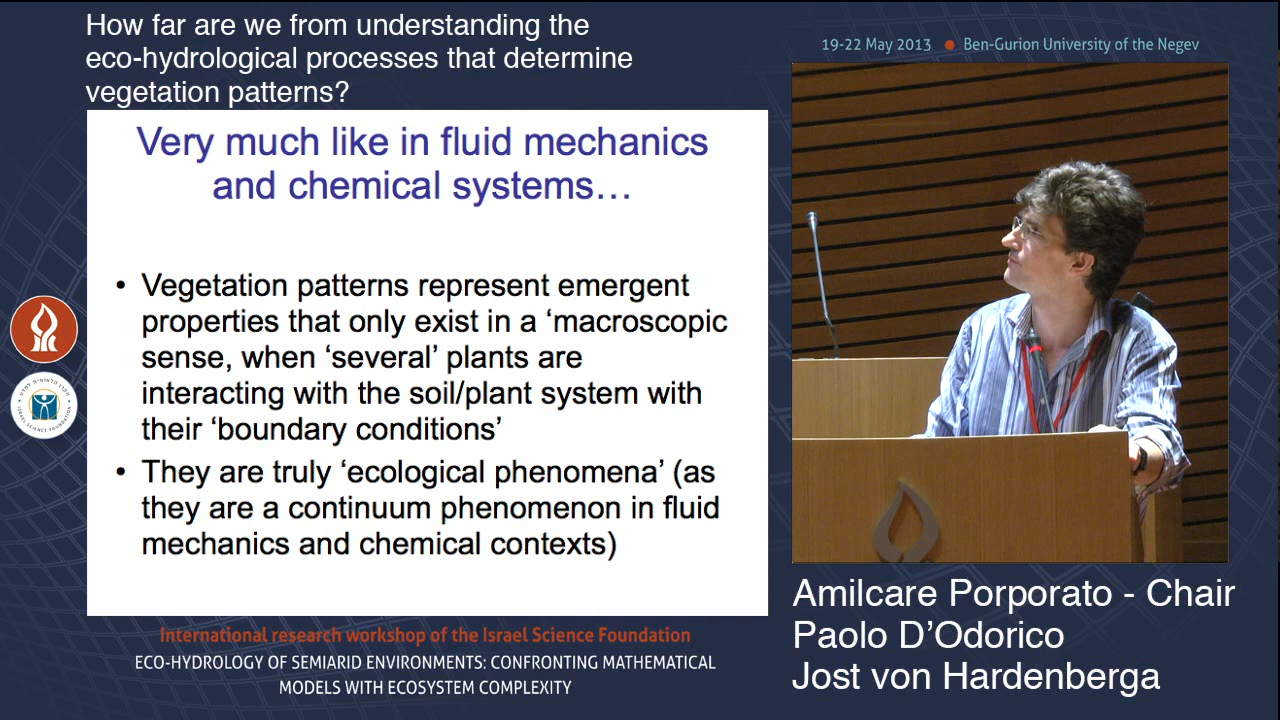 How far are we from understanding the
eco-hydrological processes that determine
vegetation patterns?
19-22 May 2013 ● Ben-Gurion University of the Negev
Very much like in fluid mechanics
and chemical systems…
• Vegetation patterns represent emergent
properties that only exist in a ‘macroscopic
sense, when ‘several’ plants are
interacting with the soil/plant system with
their ‘boundary conditions’
• They are truly ‘ecological phenomena’ (as
they are a continuum phenomenon in fluid
mechanics and chemical contexts)
International research workshop of the Israel Science Foundation
ECO-HYDROLOGY OF SEMIARID ENVIRONMENTS: CONFRONTING MATHEMATICAL
MODELS WITH ECOSYSTEM COMPLEXITY
Amilcare Porporato - Chair
Paolo D’Odorico
Jost von Hardenberga
ISRAEL SCIENCE FOUNDATION